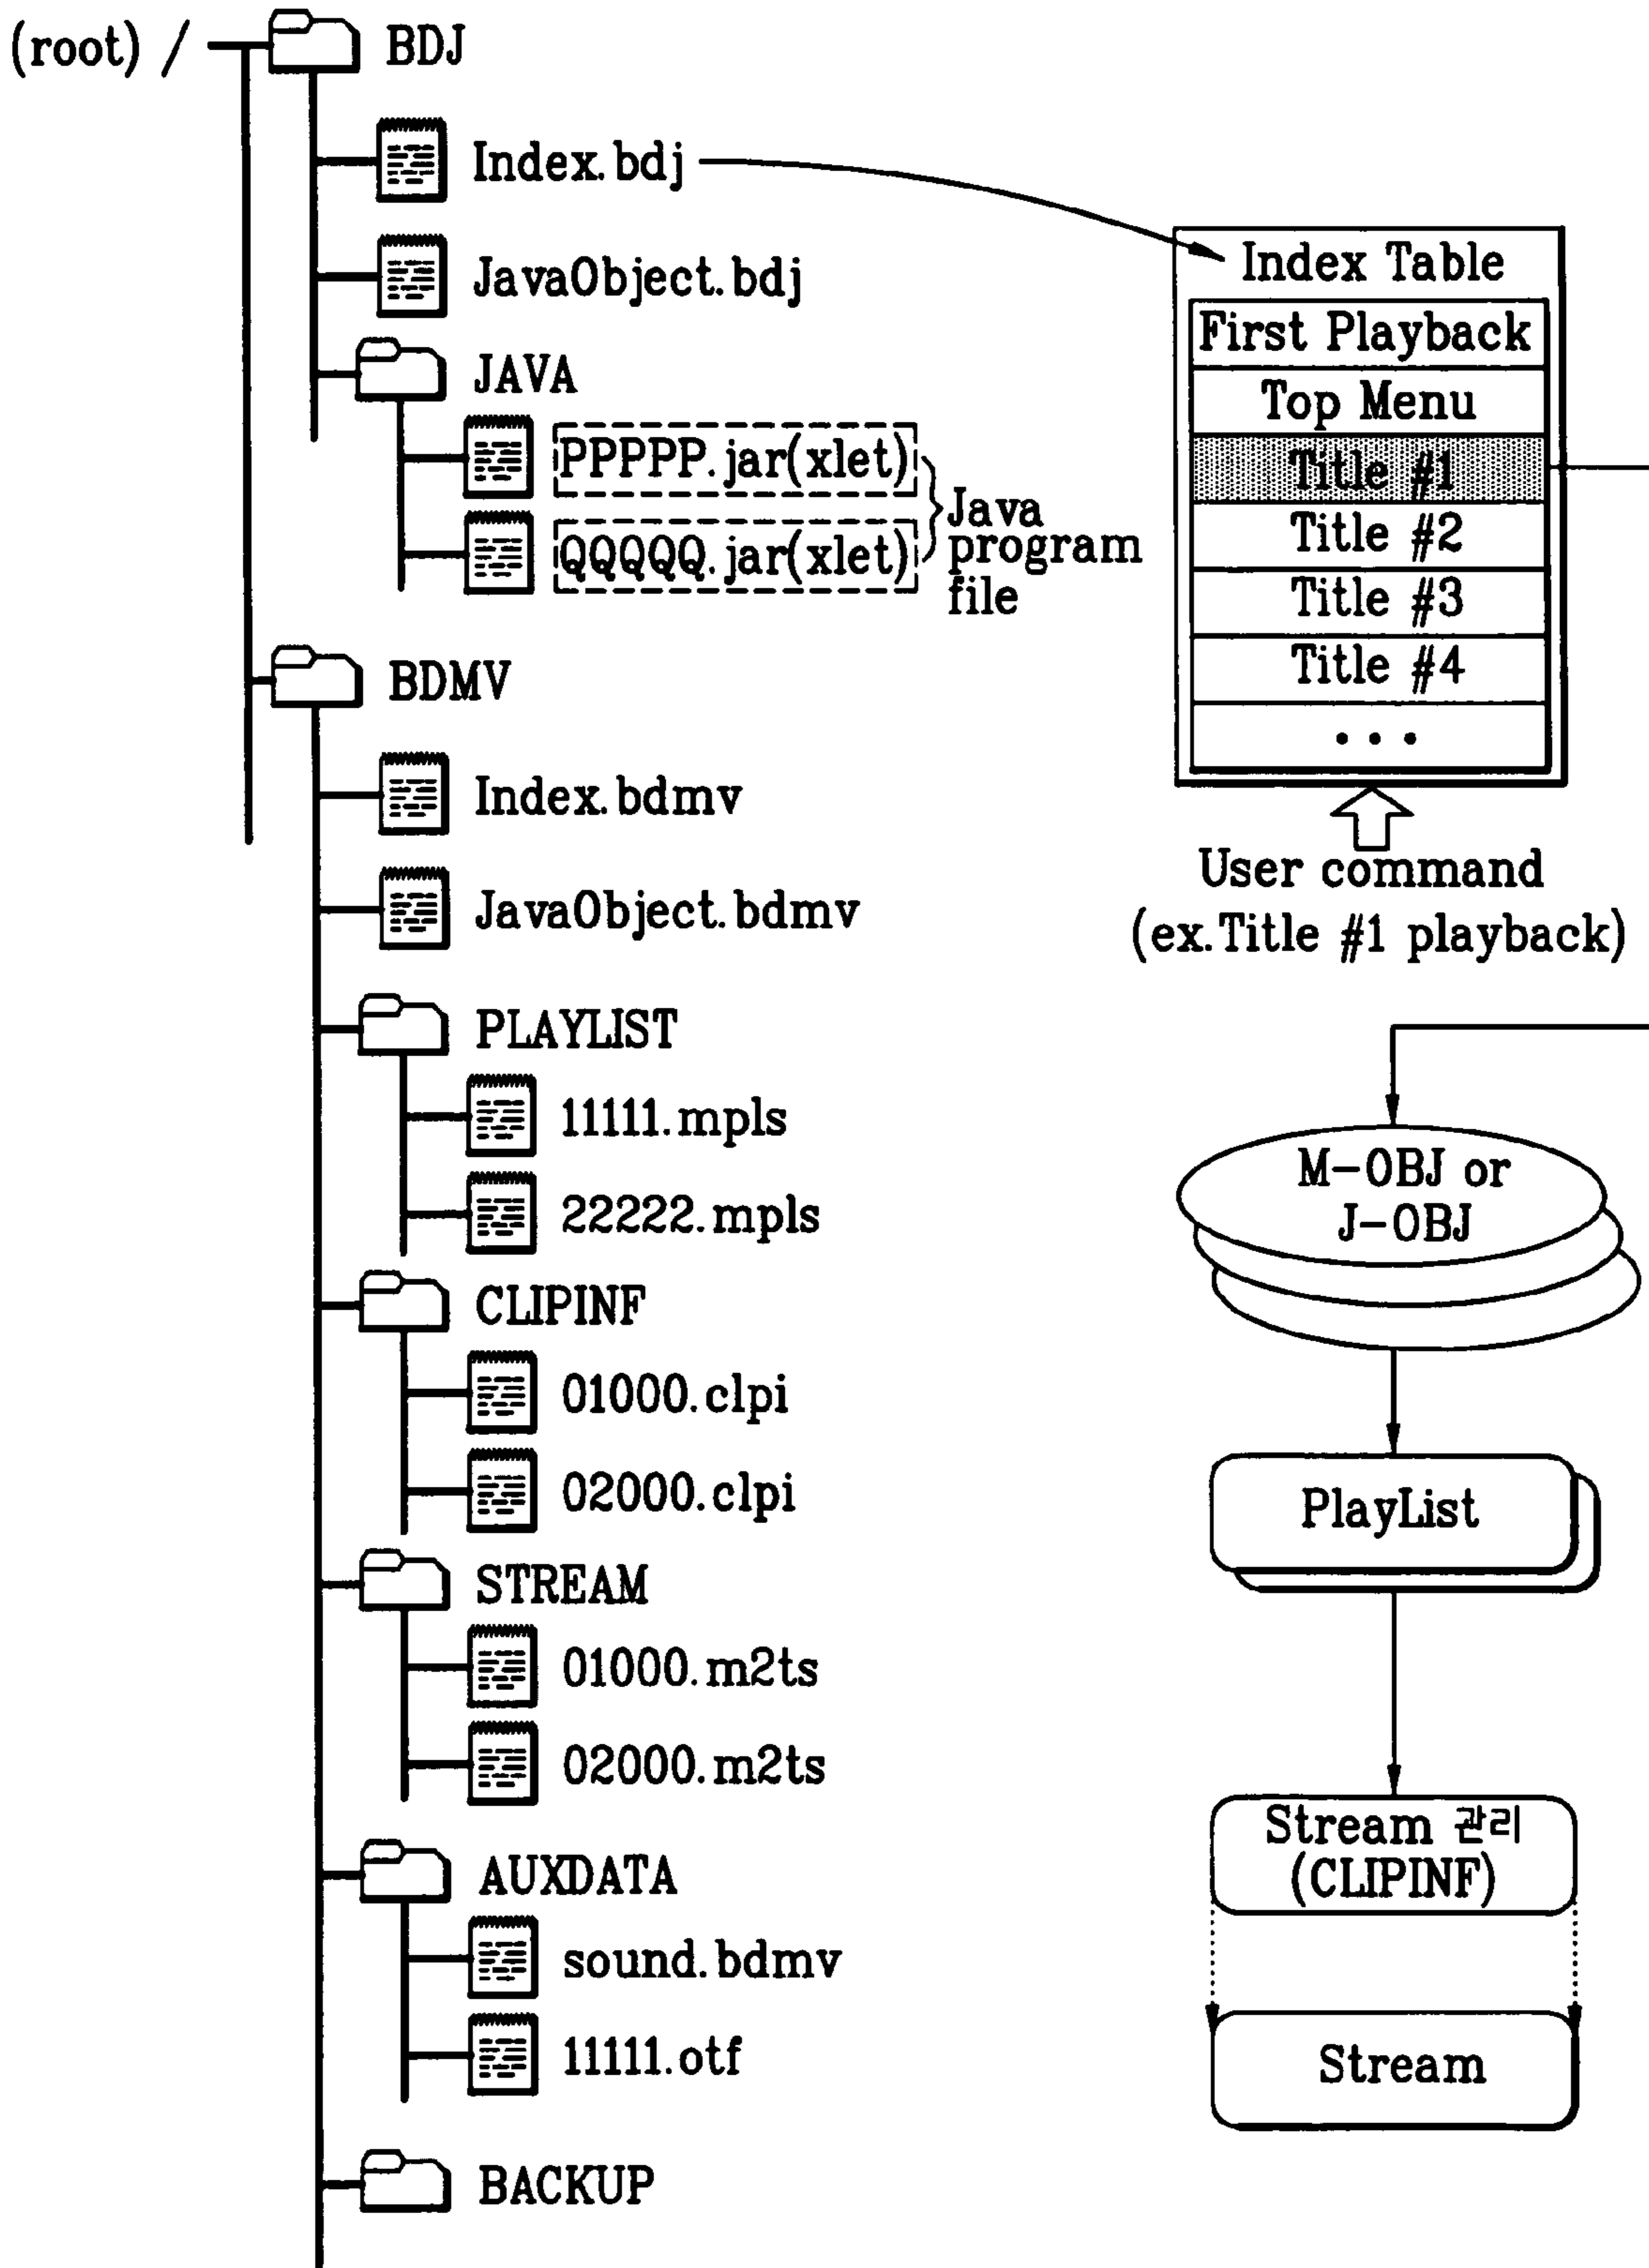 (root) /
BDJ
Index.bdj
JavaObject.bdj
JAVA
PPPPP.jar(xlet)
QQQQQ.jar(xlet)
Java
program
file
BDMV
Index.bdmv
JavaObject.bdmv
PLAYLIST
11111.mpls
22222.mpls
CLIPINF
01000.clpi
02000.clpi
STREAM
01000.m2ts
02000.m2ts
AUXDATA
sound.bdmv
11111.otf
BACKUP
Index Table
First Playback
Top Menu
Title #1
Title #2
Title #3
Title #4
• • •
User command
(ex.Title #1 playback)
M-OBJ or
J-OBJ
PlayList
Stream 관리
(CLIPINF)
Stream